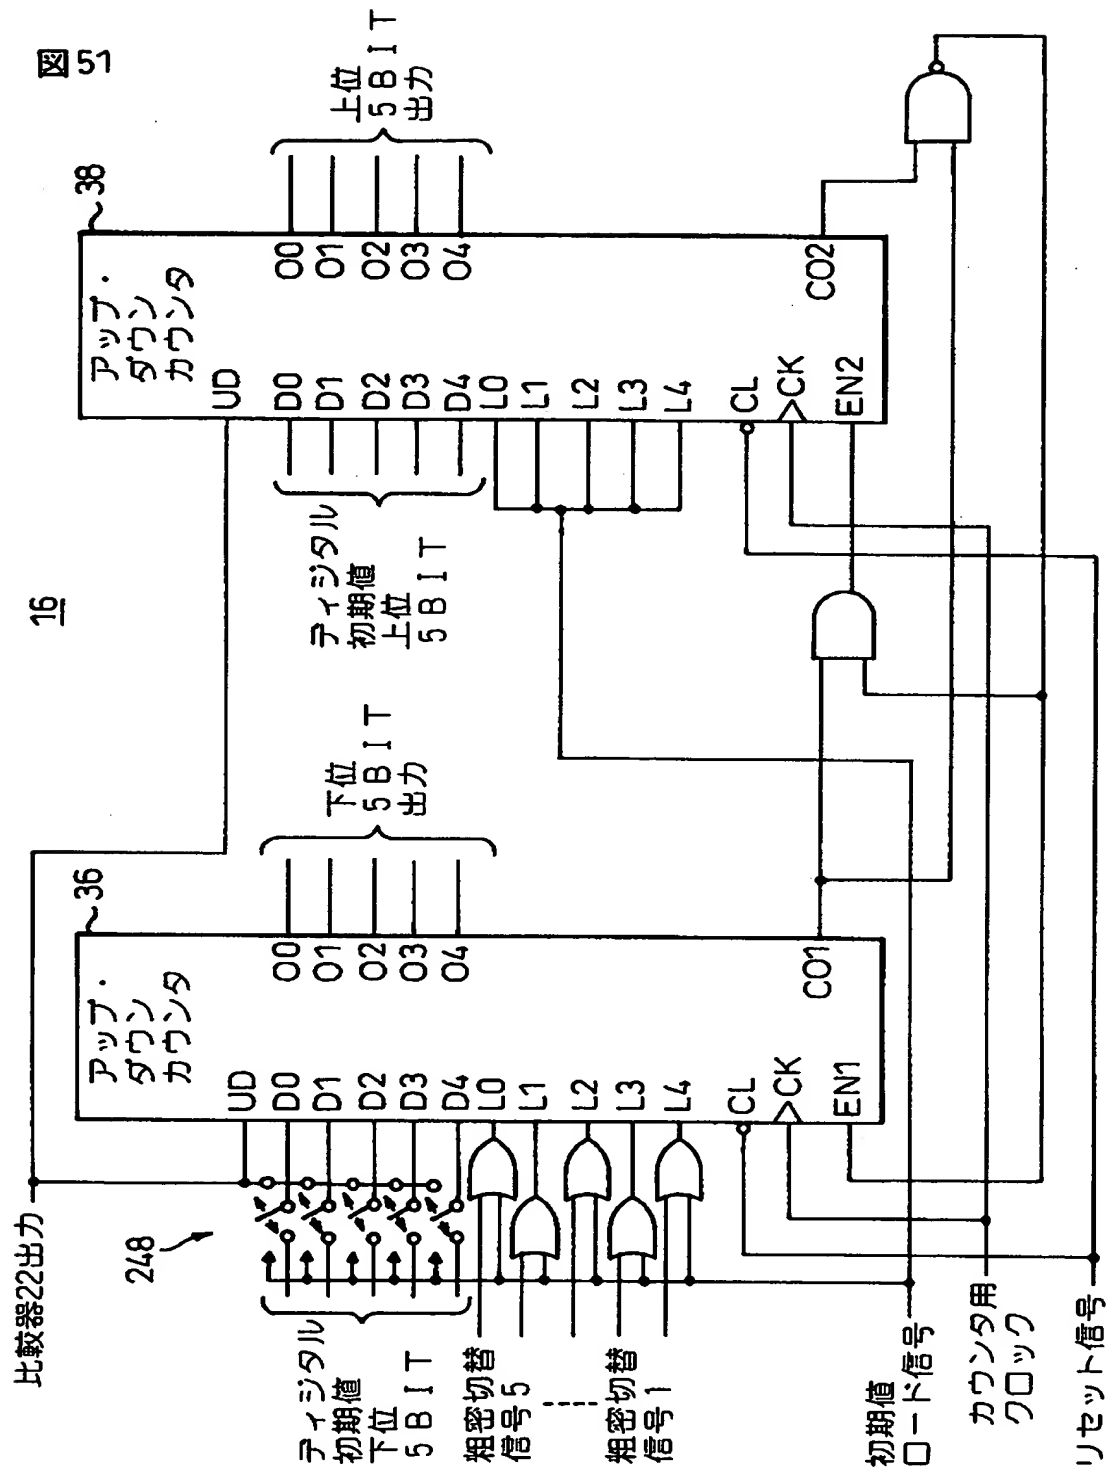 図51
16
比較器22出力
248
ティジタル
初期値
下位
5BIT
粗密切替
信号5
粗密切替
信号1
初期値
ロード信号
カウンタ用
クロック
リセット信号
36
アップ・
ダウン
カウンタ
UD
D0
D1
D2
D3
D4
L0
L1
L2
L3
L4
CL
CK
EN1
O0
O1
O2
O3
O4
CO1
下位
5BIT
出力
ティジタル
初期値
上位
5BIT
38
アップ・
ダウン
カウンタ
UD
D0
D1
D2
D3
D4
L0
L1
L2
L3
L4
CL
CK
EN2
O0
O1
O2
O3
O4
CO2
上位
5BIT
出力